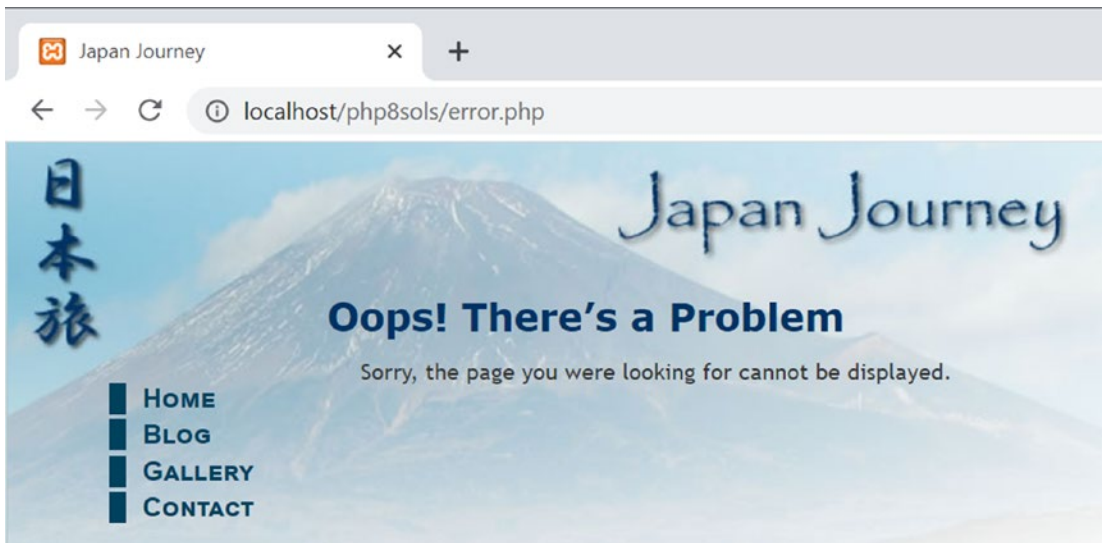 Japan Journey
localhost/php8sols/error.php
日本旅
Japan Journey
Oops! There’s a Problem
Sorry, the page you were looking for cannot be displayed.
HOME
BLOG
GALLERY
CONTACT